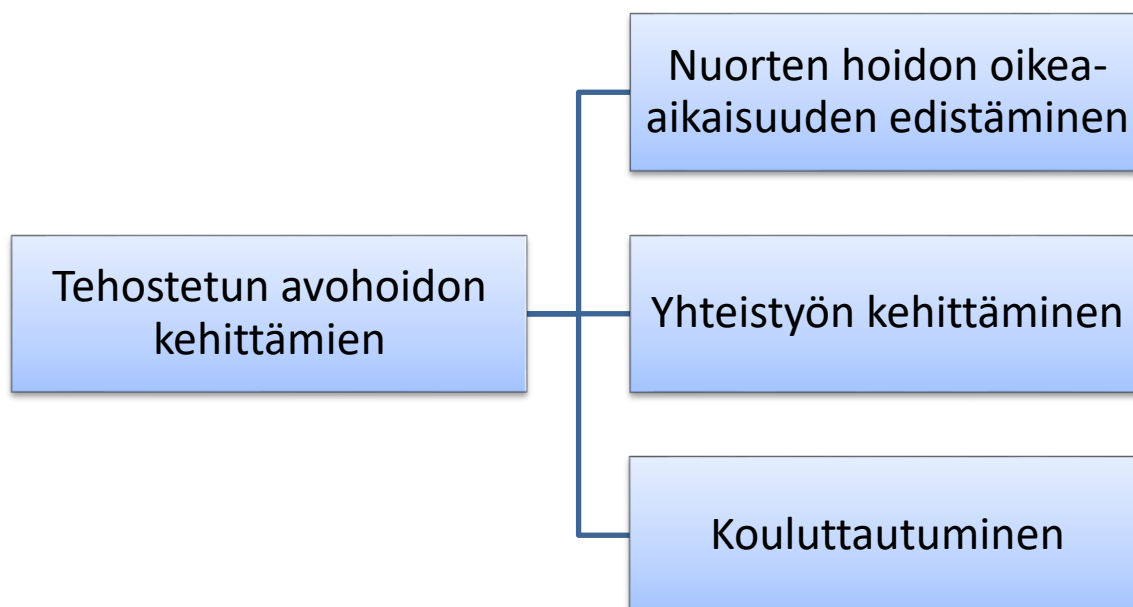 Nuorten hoidon oikea-
aikaisuuden edistäminen
Tehostetun avohoidon
kehittämien
Yhteistyön kehittäminen
Kouluttautuminen